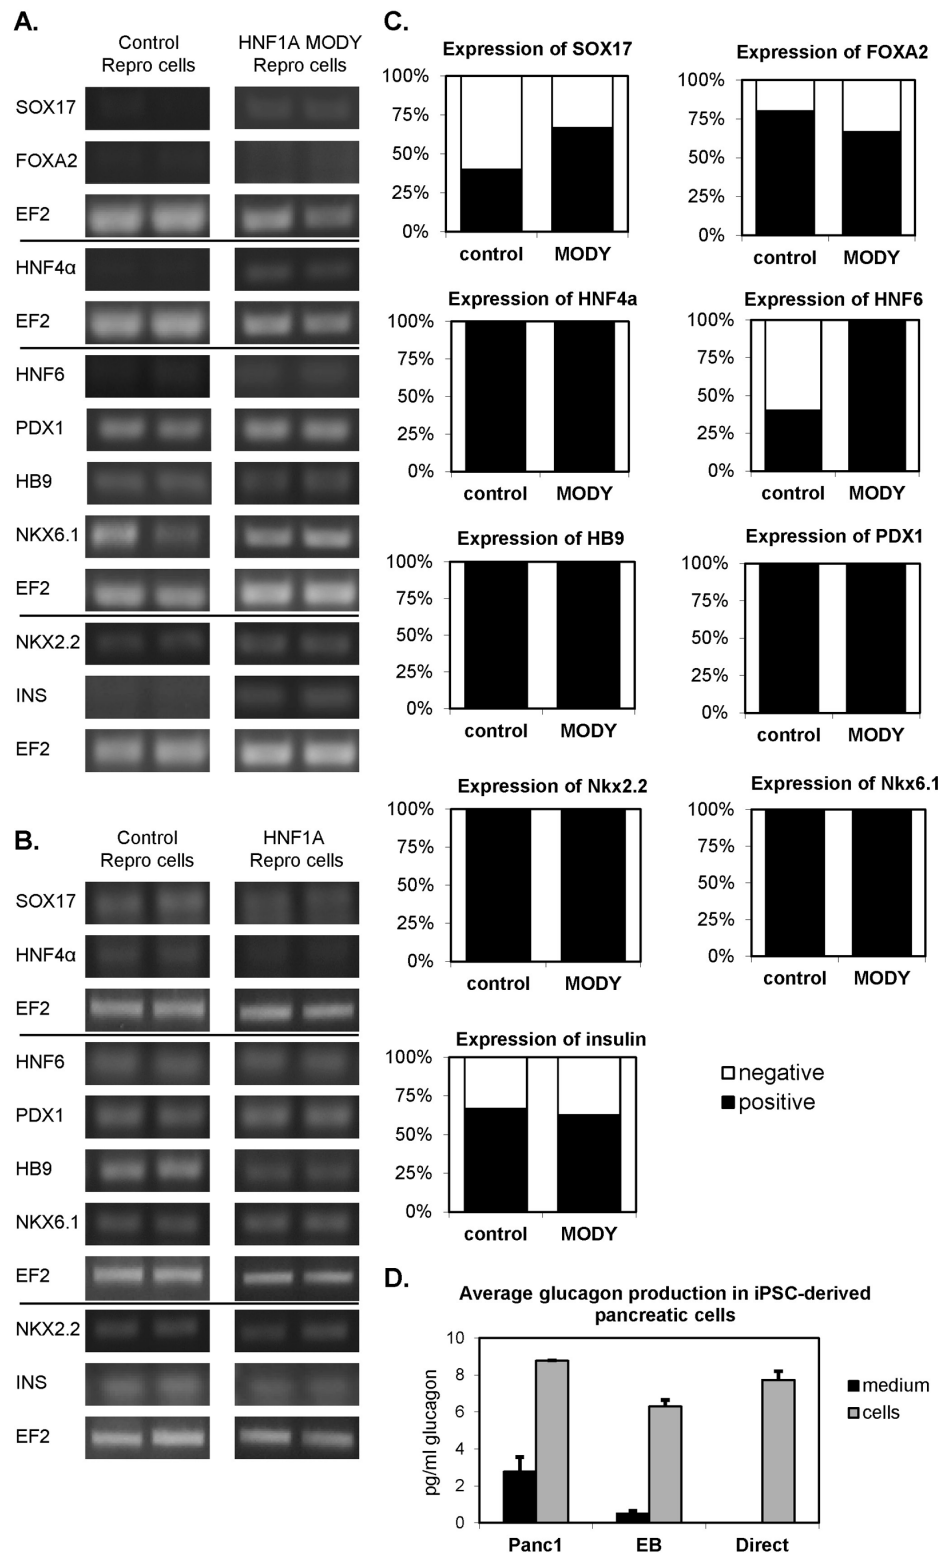 A.
Control
Repro cells
HNF1A MODY
Repro cells
SOX17
FOXA2
EF2
HNF4α
EF2
HNF6
PDX1
HB9
NKX6.1
EF2
NKX2.2
INS
EF2
B.
Control
Repro cells
HNF1A
Repro cells
SOX17
HNF4α
EF2
HNF6
PDX1
HB9
NKX6.1
EF2
NKX2.2
INS
EF2
C.
Expression of SOX17
100%
75%
50%
25%
0%
control MODY
Expression of FOXA2
100%
75%
50%
25%
0%
control MODY
Expression of HNF4a
100%
75%
50%
25%
0%
control MODY
Expression of HNF6
100%
75%
50%
25%
0%
control MODY
Expression of HB9
100%
75%
50%
25%
0%
control MODY
Expression of PDX1
100%
75%
50%
25%
0%
control MODY
Expression of Nkx2.2
100%
75%
50%
25%
0%
control MODY
Expression of Nkx6.1
100%
75%
50%
25%
0%
control MODY
Expression of insulin
100%
75%
50%
25%
0%
control MODY
negative
positive
D.
Average glucagon production in iPSC-derived
pancreatic cells
pg/ml glucagon
10
8
6
4
2
0
Panc1 EB Direct
medium
cells